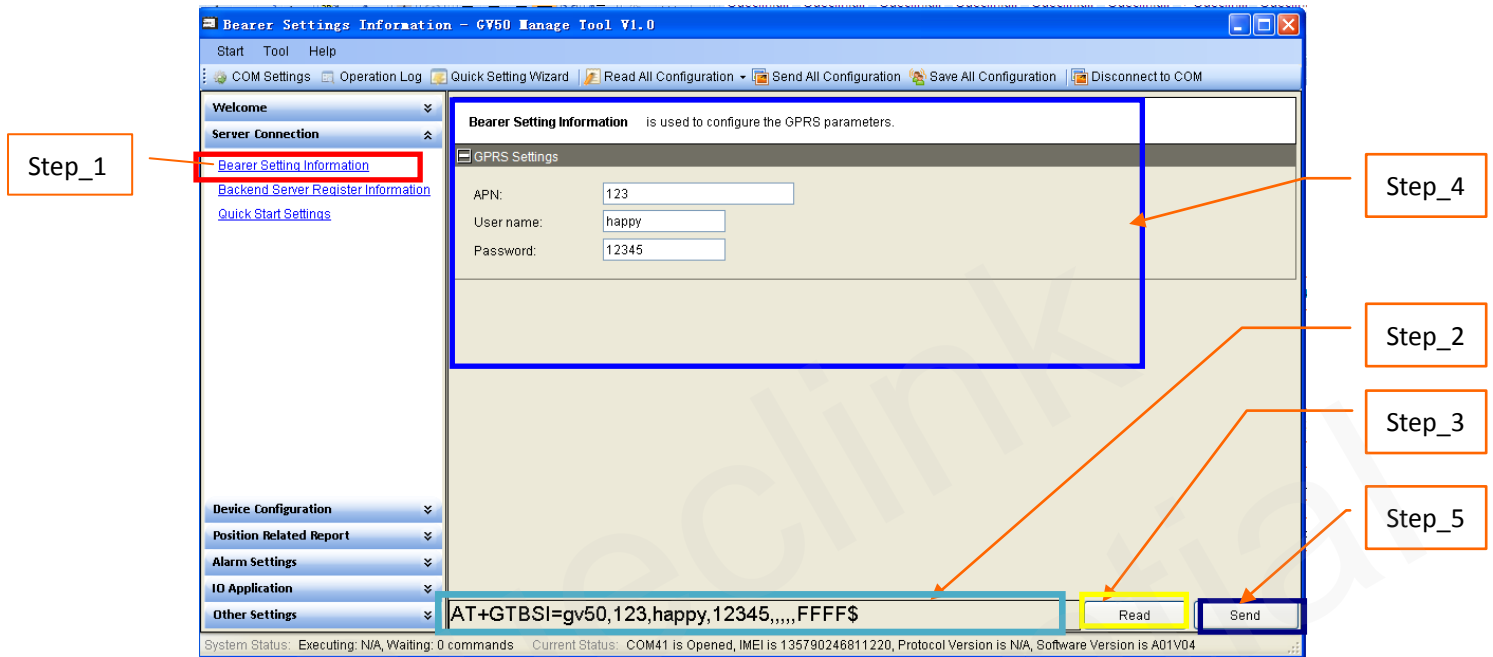 Bearer Settings Information - GV50 Manage Tool V1.0
Start Tool Help
COM Settings Operation Log Quick Setting Wizard Read All Configuration Send All Configuration Save All Configuration Disconnect to COM
Welcome
Server Connection
Bearer Setting Information
Backend Server Register Information
Quick Start Settings
Device Configuration
Position Related Report
Alarm Settings
IO Application
Other Settings
Bearer Setting Information is used to configure the GPRS parameters.
GPRS Settings
APN: 123
User name: happy
Password: 12345
AT+GTBSI=gv50,123,happy,12345,,,,,FFFF$
Read
Send
System Status: Executing: N/A, Waiting: 0 commands Current Status: COM41 is Opened, IMEI is 135790246811220, Protocol Version is N/A, Software Version is A01V04
Step_1
Step_4
Step_2
Step_3
Step_5